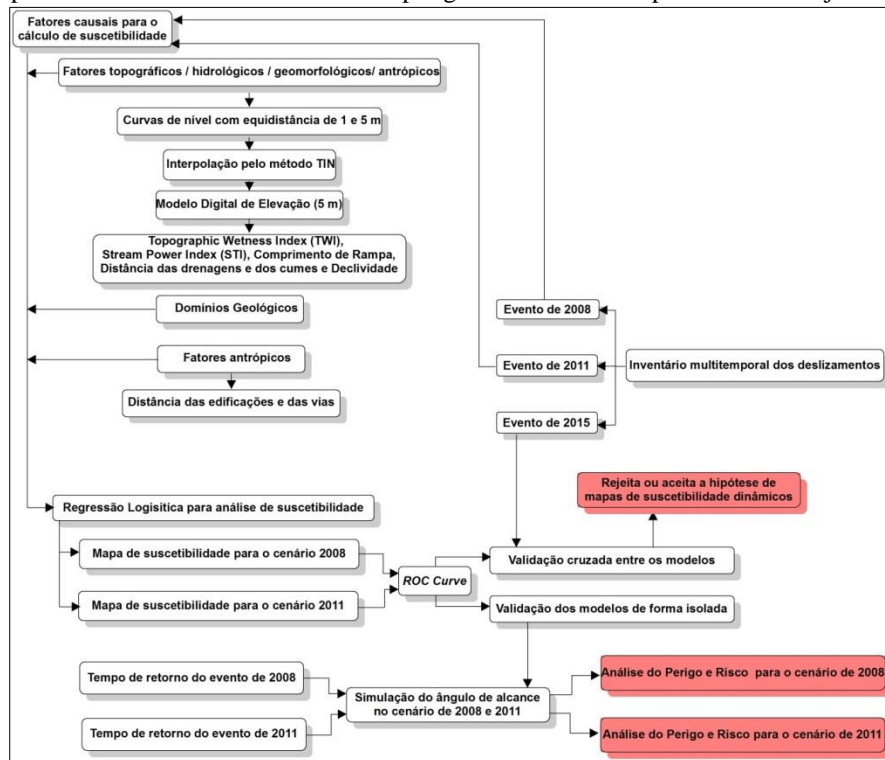 Fatores causais para o
cálculo de suscetibilidade
Fatores topográficos / hidrológicos / geomorfológicos/ antrópicos
Curvas de nível com equidistância de 1 e 5 m
Interpolação pelo método TIN
Modelo Digital de Elevação (5 m)
Topographic Wetness Index (TWI),
Stream Power Index (STI), Comprimento de Rampa,
Distância das drenagens e dos cumes e Declividade
Domínios Geológicos
Fatores antrópicos
Distância das edificações e das vias
Evento de 2008
Evento de 2011
Inventário multitemporal dos deslizamentos
Evento de 2015
Rejeita ou aceita a hipótese de
mapas de suscetibilidade dinâmicos
Regressão Logisitica para análise de suscetibilidade
Mapa de suscetibilidade para o cenário 2008
Mapa de suscetibilidade para o cenário 2011
ROC Curve
Validação cruzada entre os modelos
Validação dos modelos de forma isolada
Tempo de retorno do evento de 2008
Tempo de retorno do evento de 2011
Simulação do ângulo de alcance
no cenário de 2008 e 2011
Análise do Perigo e Risco para o cenário de 2008
Análise do Perigo e Risco para o cenário de 2011